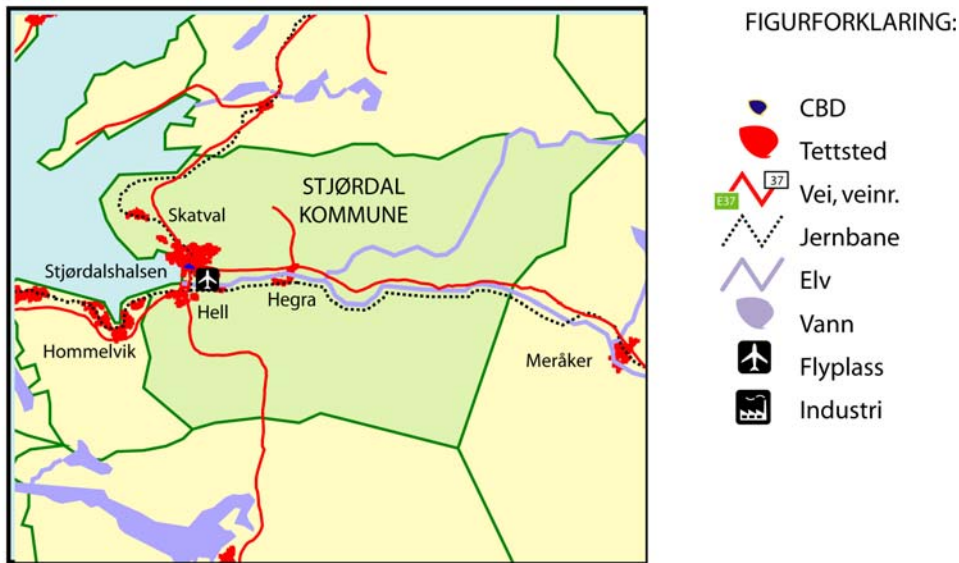 FIGURFORKLARING:
STJØRDAL
KOMMUNE
Skatval
Stjørdalshalsen
Hell
Hegra
Hommelvik
Meråker
CBD
Tettsted
E37
37
Vei, veinr.
Jernbane
Elv
Vann
Flyplass
Industri